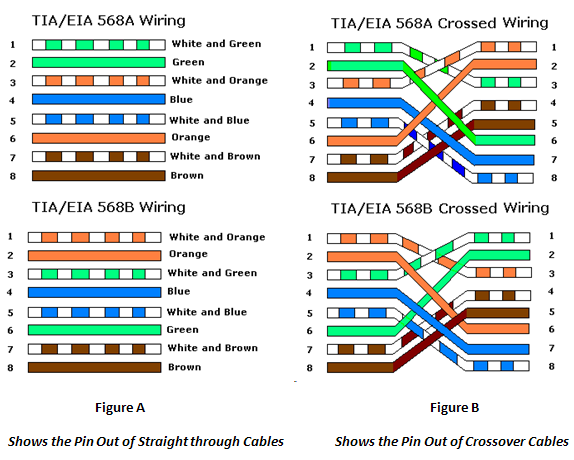 TIA/EIA 568A Wiring
1 White and Green
2 Green
3 White and Orange
4 Blue
5 White and Blue
6 Orange
7 White and Brown
8 Brown
TIA/EIA 568A Crossed Wiring
1 1
2 2
3 3
4 4
5 5
6 6
7 7
8 8
TIA/EIA 568B Wiring
1 White and Orange
2 Orange
3 White and Green
4 Blue
5 White and Blue
6 Green
7 White and Brown
8 Brown
TIA/EIA 568B Crossed Wiring
1 1
2 2
3 3
4 4
5 5
6 6
7 7
8 8
Figure A
Shows the Pin Out of Straight through Cables
Figure B
Shows the Pin Out of Crossover Cables